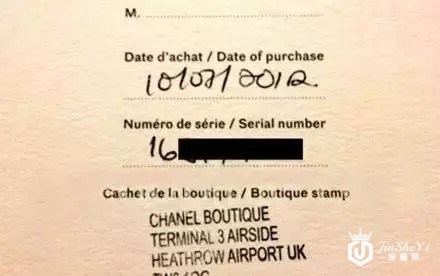 M.
Date d'achat / Date of purchase
10/07/2012.
Numéro de série / Serial number
16
Cachet de la boutique / Boutique stamp
CHANEL BOUTIQUE
TERMINAL 3 AIRSIDE
HEATHROW AIRPORT UK
JinSheYi